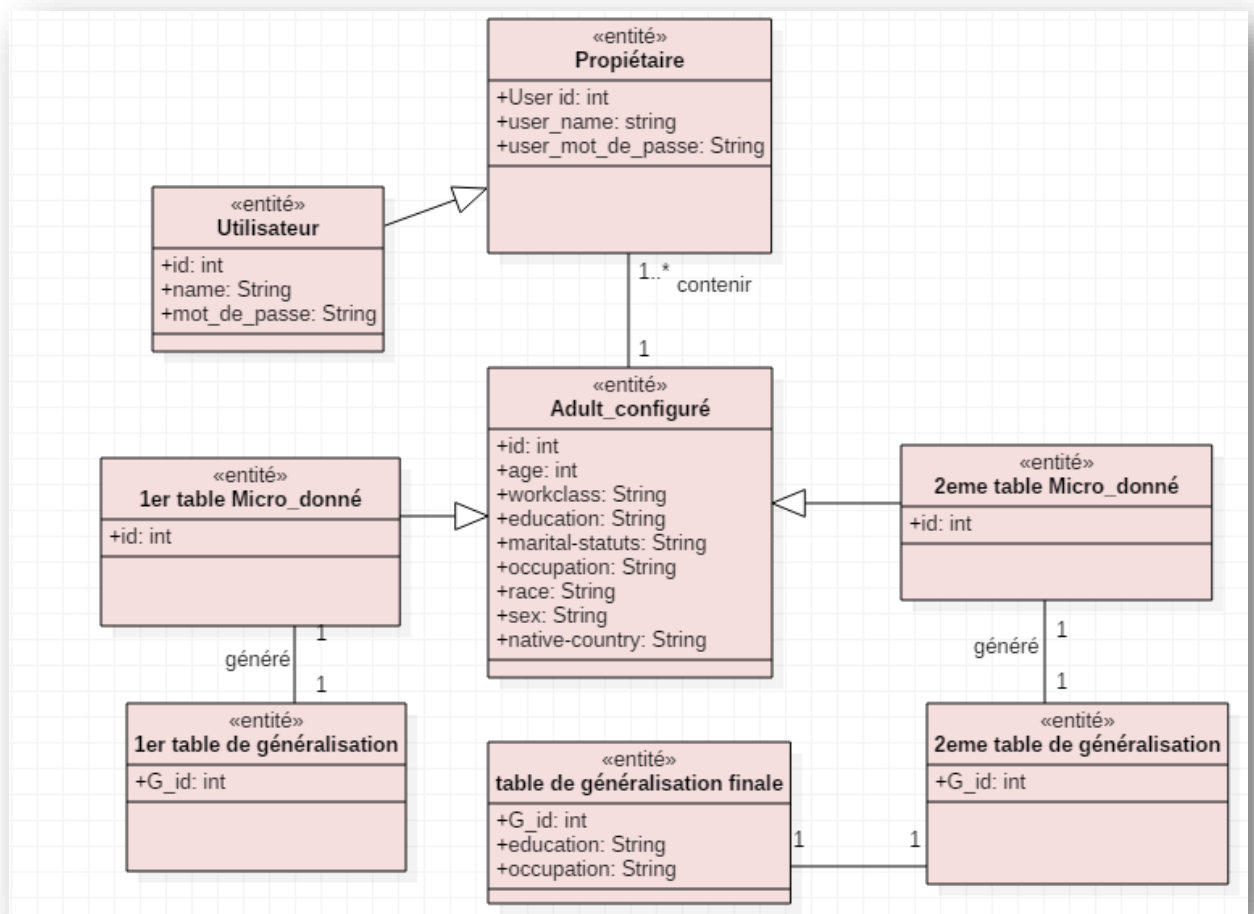 «entité»
Propiétaire
+User id: int
+user_name: string
+user_mot_de_passe: String
«entité»
Utilisateur
+id: int
+name: String
+mot_de_passe: String
1..*
contenir
1
«entité»
Adult_configuré
+id: int
+age: int
+workclass: String
+education: String
+marital-statuts: String
+occupation: String
+race: String
+sex: String
+native-country: String
«entité»
1er table Micro_donné
+id: int
«entité»
2eme table Micro_donné
+id: int
1
généré
1
1
généré
1
«entité»
1er table de généralisation
+G_id: int
«entité»
table de généralisation finale
+G_id: int
+education: String
+occupation: String
1
1
«entité»
2eme table de généralisation
+G_id: int